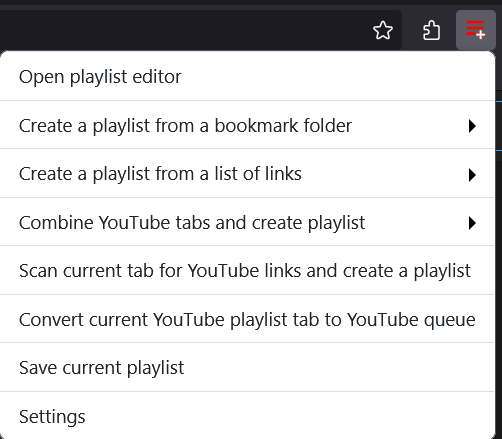 Open playlist editor
Create a playlist from a bookmark folder
Create a playlist from a list of links
Combine YouTube tabs and create playlist
Scan current tab for YouTube links and create a playlist
Convert current YouTube playlist tab to YouTube queue
Save current playlist
Settings